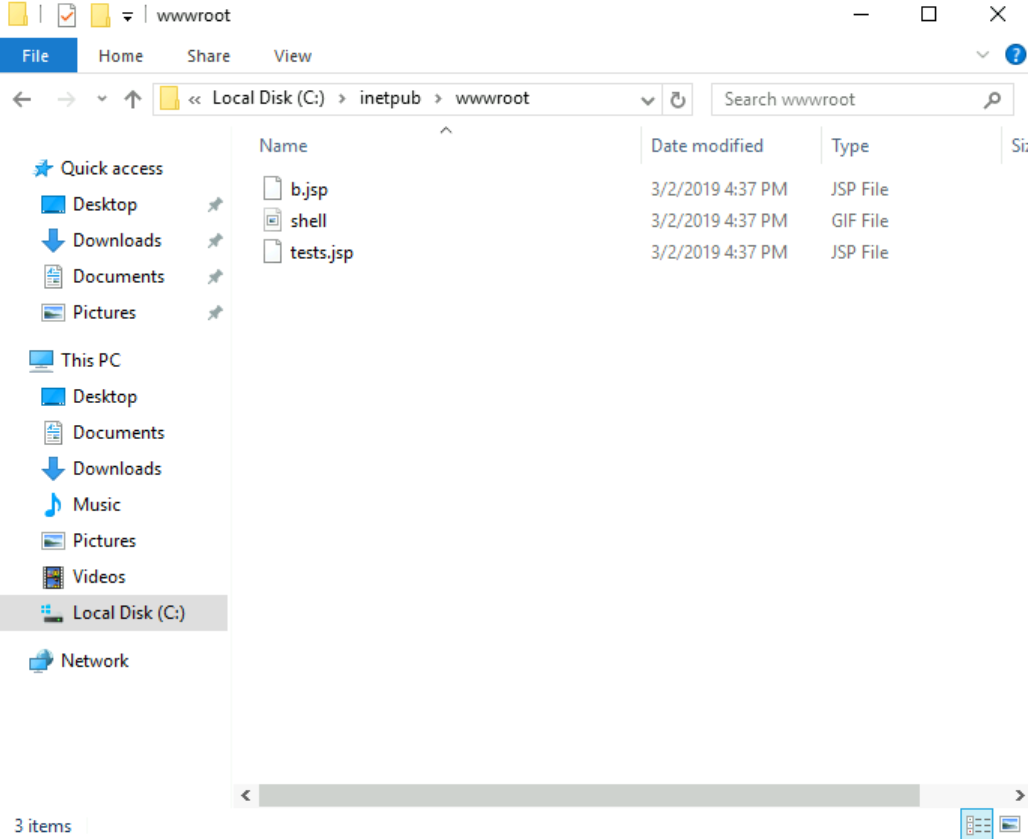 wwwroot
File Home Share View
« Local Disk (C:) › inetpub › wwwroot Search wwwroot
Name Date modified Type Siz
Quick access
Desktop
Downloads
Documents
Pictures
This PC
Desktop
Documents
Downloads
Music
Pictures
Videos
Local Disk (C:)
Network
b.jsp 3/2/2019 4:37 PM JSP File
shell 3/2/2019 4:37 PM GIF File
tests.jsp 3/2/2019 4:37 PM JSP File
3 items